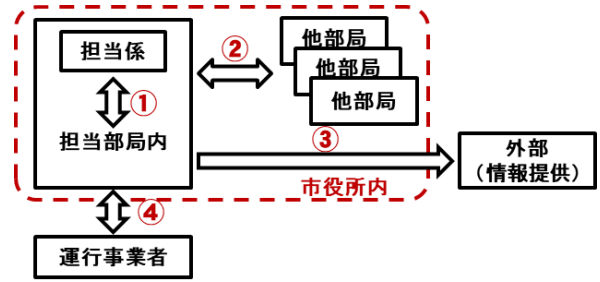 担当係
①
担当部局内
②
他部局
他部局
他部局
③
市役所内
外部
（情報提供）
④
運行事業者